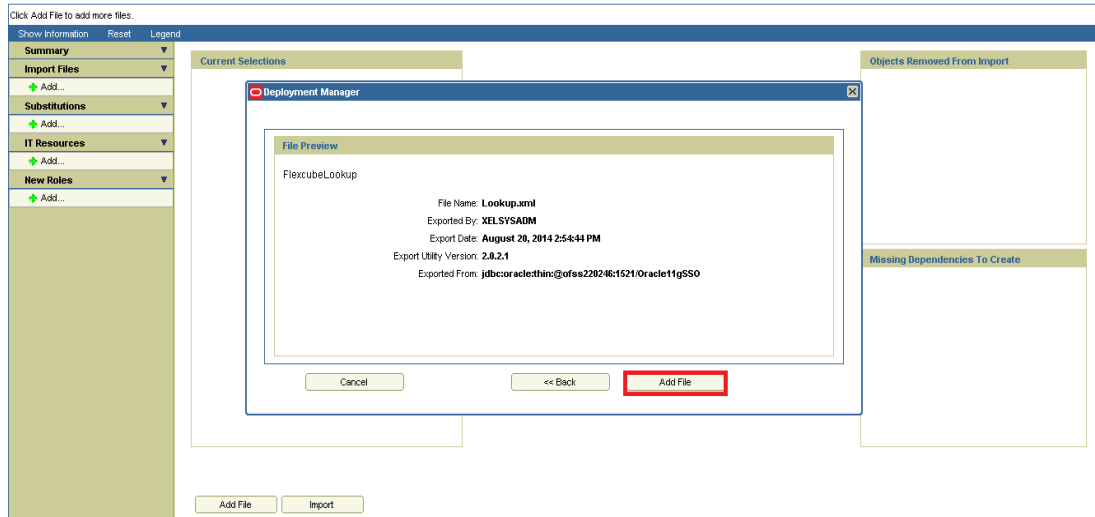 Click Add File to add more files.
Show Information Reset Legend
Summary
Import Files
Add...
Substitutions
Add...
IT Resources
Add...
New Roles
Add...
Current Selections
Objects Removed From Import
Missing Dependencies To Create
Deployment Manager
File Preview
FlexcubeLookup
File Name: Lookup.xml
Exported By: XELSYSADM
Export Date: August 20, 2014 2:54:44 PM
Export Utility Version: 2.0.2.1
Exported From: jdbc:oracle:thin:@ofss220246:1521/Oracle11gSSO
Cancel << Back Add File
Add File Import